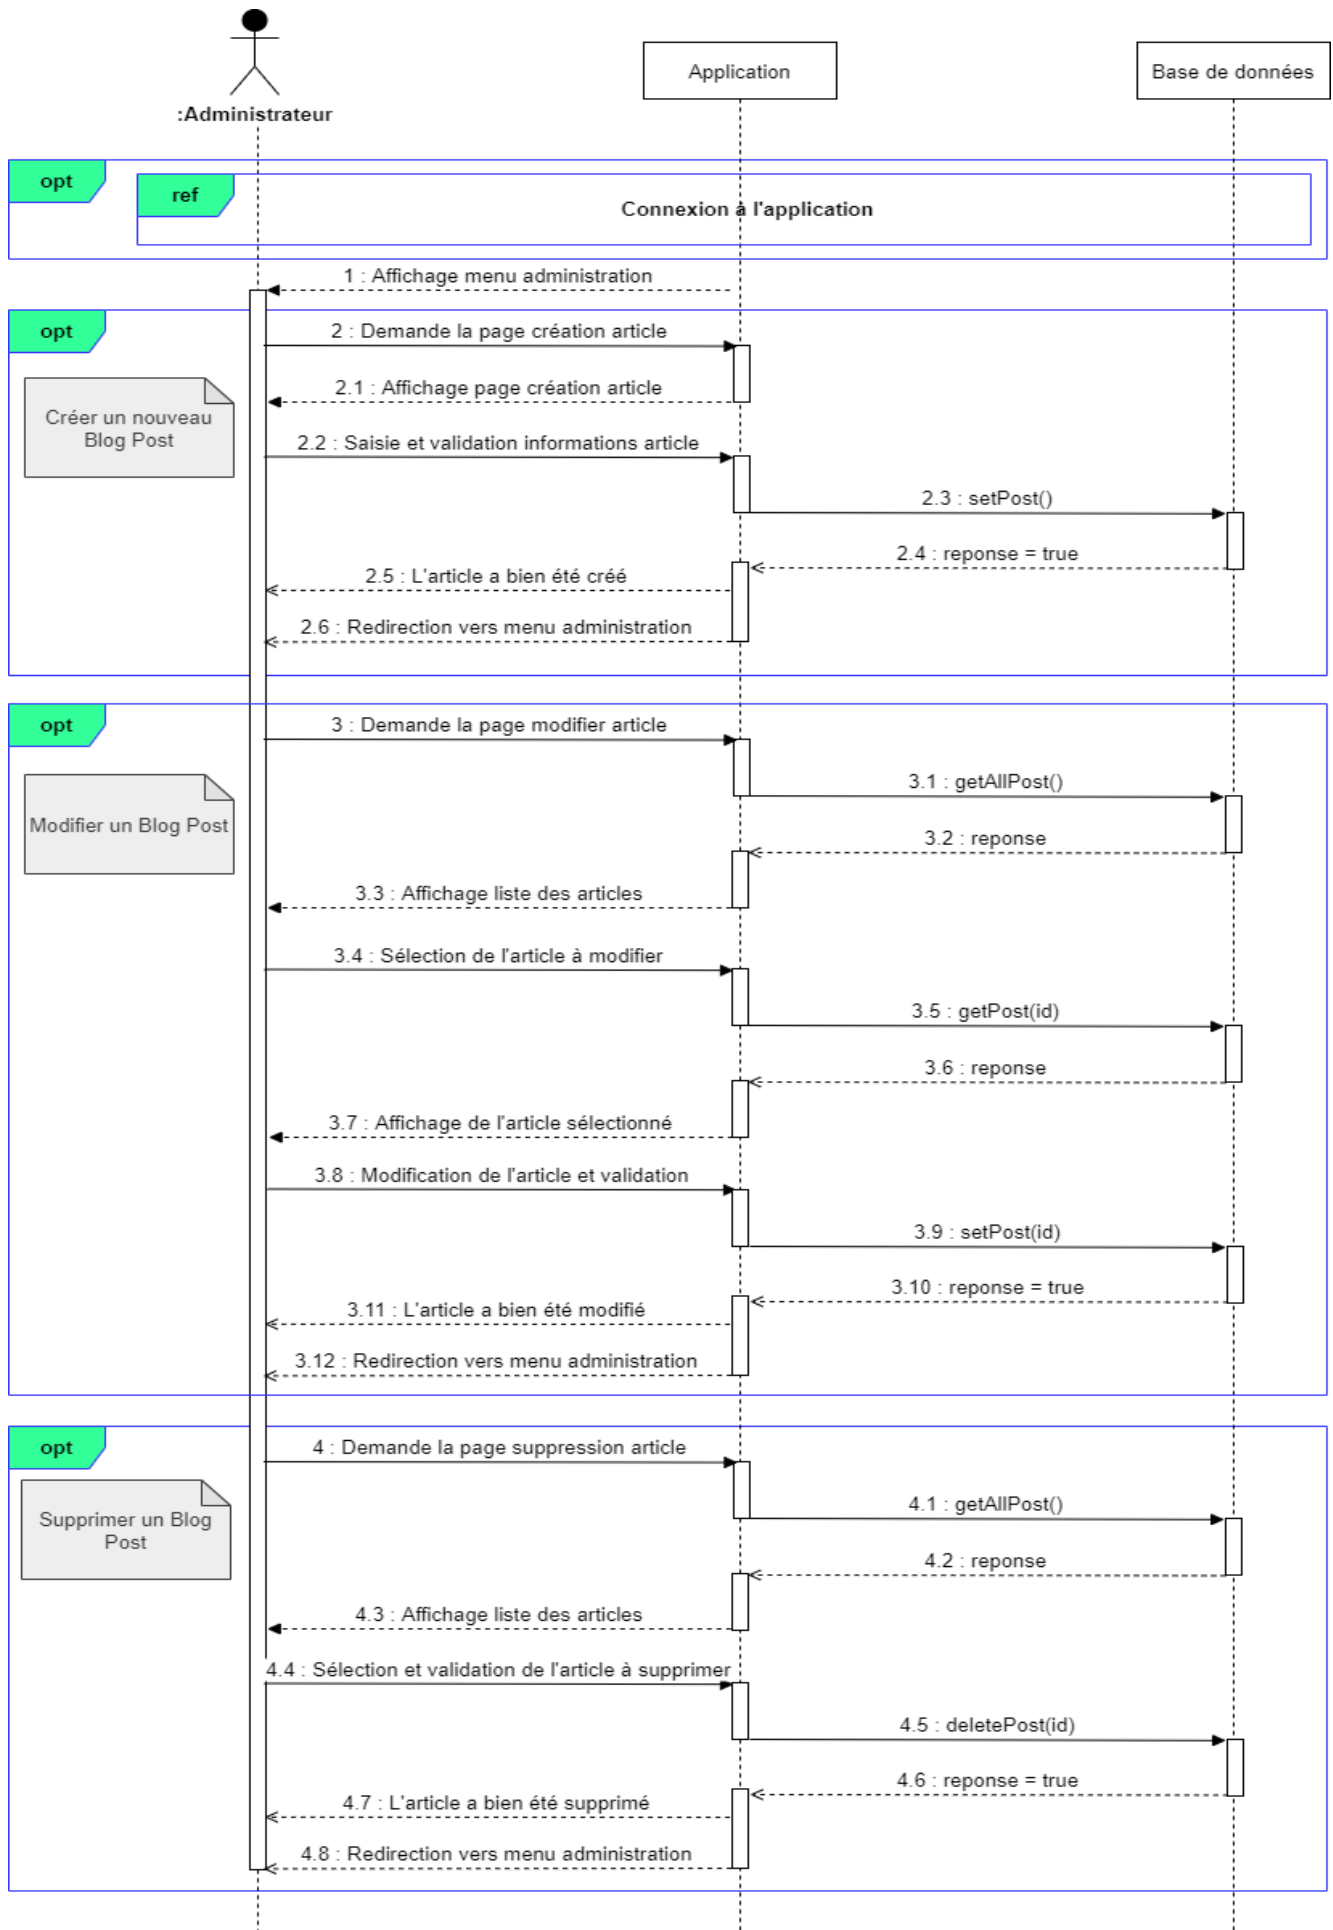 :Administrateur
Application
Base de données
opt
ref
Connexion à l'application
1 : Affichage menu administration
opt
2 : Demande la page création article
2.1 : Affichage page création article
Créer un nouveau
Blog Post
2.2 : Saisie et validation informations article
2.3 : setPost()
2.4 : reponse = true
2.5 : L'article a bien été créé
2.6 : Redirection vers menu administration
opt
3 : Demande la page modifier article
3.1 : getAllPost()
Modifier un Blog Post
3.2 : reponse
3.3 : Affichage liste des articles
3.4 : Sélection de l'article à modifier
3.5 : getPost(id)
3.6 : reponse
3.7 : Affichage de l'article sélectionné
3.8 : Modification de l'article et validation
3.9 : setPost(id)
3.10 : reponse = true
3.11 : L'article a bien été modifié
3.12 : Redirection vers menu administration
opt
4 : Demande la page suppression article
4.1 : getAllPost()
Supprimer un Blog
Post
4.2 : reponse
4.3 : Affichage liste des articles
4.4 : Sélection et validation de l'article à supprimer
4.5 : deletePost(id)
4.6 : reponse = true
4.7 : L'article a bien été supprimé
4.8 : Redirection vers menu administration